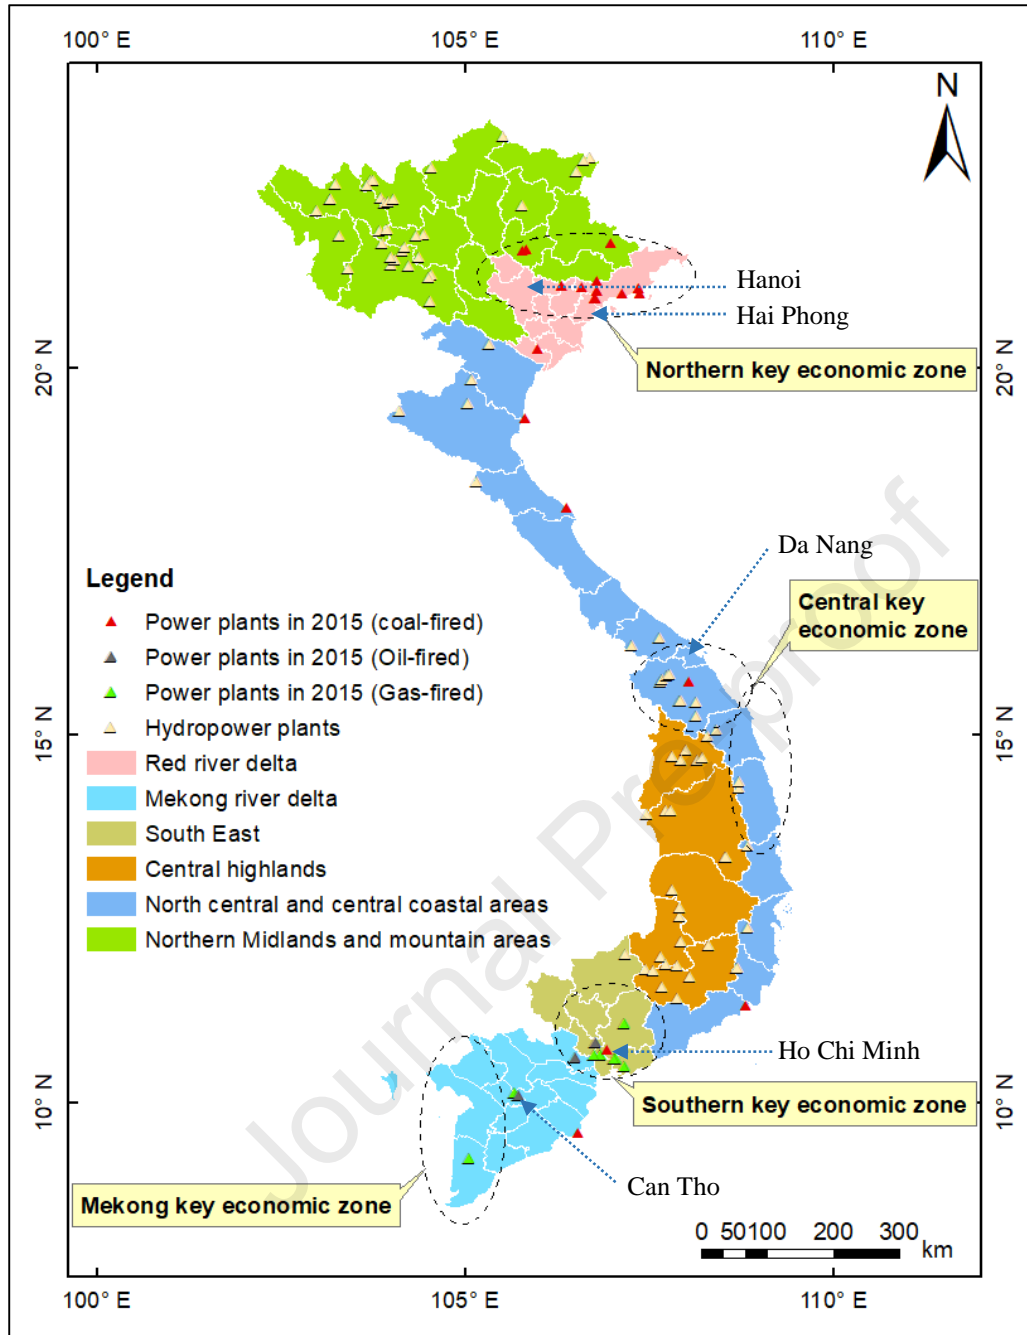 100° E
105° E
110° E
N
Hanoi
Hai Phong
20° N
20° N
Northern key economic zone
Da Nang
Central key
economic zone
Legend
Power plants in 2015 (coal-fired)
Power plants in 2015 (Oil-fired)
Power plants in 2015 (Gas-fired)
Hydropower plants
Red river delta
Mekong river delta
South East
Central highlands
North central and central coastal areas
Northern Midlands and mountain areas
15° N
15° N
Ho Chi Minh
10° N
10° N
Southern key economic zone
Can Tho
Mekong key economic zone
0 50 100 200 300
km
100° E
105° E
110° E
Journal Pre-proof